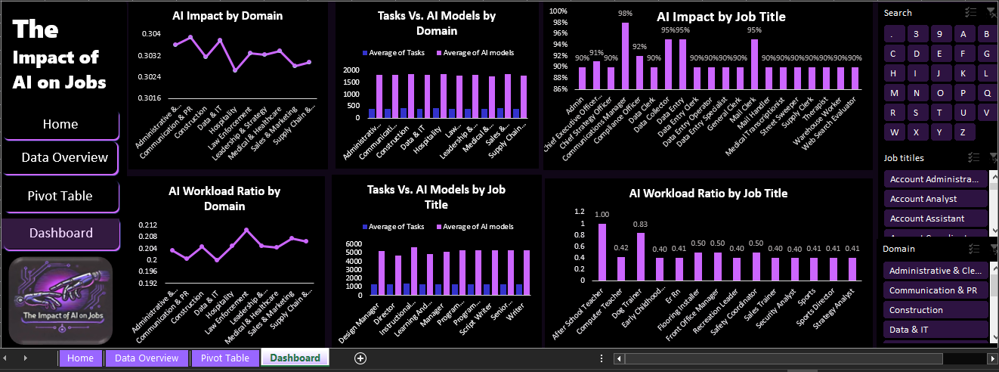 The
Impact of
AI on Jobs
Home
Data Overview
Pivot Table
Dashboard
The Impact of AI on Jobs
AI Impact by Domain
0.304
0.3032
0.3024
0.3016
Administrative &...
Communication & PR
Construction
Data & IT
Hospitality
Law Enforcement
Leadership & Strategy
Medical & Healthcare
Sales & Marketing
Supply Chain &...
Tasks Vs. AI Models by
Domain
Average of Tasks
Average of AI models
2000
1500
1000
500
0
Administrativ...
Communicati...
Construction
Data & IT
Hospitality
Law...
Leadership &...
Medical &...
Sales &...
Supply Chain...
AI Impact by Job Title
100%
98%
96%
94%
92%
90%
88%
86%
90%
91%
90%
98%
92%
90%
95%
95%
90%
90%
90%
90%
95%
90%
90%
90%
90%
90%
90%
90%
Admin
Chief Executive Officer...
Chief Strategy Officer
Communications Manager
Compliance Officer
Data Clerk
Data Collector
Data Entry
Data Entry Clerk
Data Entry Operator
Data Entry Specialist
General Clerk
Mail Clerk
Mail Handler
Medical Transcriptionist
Street Sweeper
Supply Clerk
Therapist
Warehouse Worker
Web Search Evaluator
AI Workload Ratio by
Domain
0.212
0.208
0.204
0.2
0.196
0.192
Administrative &...
Communication & PR
Construction
Data & IT
Hospitality
Law Enforcement
Leadership &...
Medical & Healthcare
Sales & Marketing
Supply Chain &...
Tasks Vs. AI Models by Job
Title
Average of Tasks
Average of AI models
6000
5000
4000
3000
2000
1000
0
Design Manager
Director
Instructional...
Learning And...
Manager
Program...
Program...
Script Writer
Senior...
Writer
AI Workload Ratio by Job Title
1.2
1
0.8
0.6
0.4
0.2
0
1.00
0.42
0.83
0.40
0.41
0.50
0.50
0.40
0.50
0.40
0.40
0.41
0.41
0.41
After School Teacher
Computer Teacher
Dog Trainer
Early Childhood...
Er Rn
Flooring Installer
Front Office Manager
Recreation Leader
Safety Coordinator
Sales Trainer
Security Analyst
Sports
Sports Director
Strategy Analyst
Search
. 3 9 A B
C D E F G
H I J K L
M N O P Q
R S T U V
W X Y Z
Job titiles
Account Administra...
Account Analyst
Account Assistant
Domain
Administrative & Cle...
Communication & PR
Construction
Data & IT
Home
Data Overview
Pivot Table
Dashboard